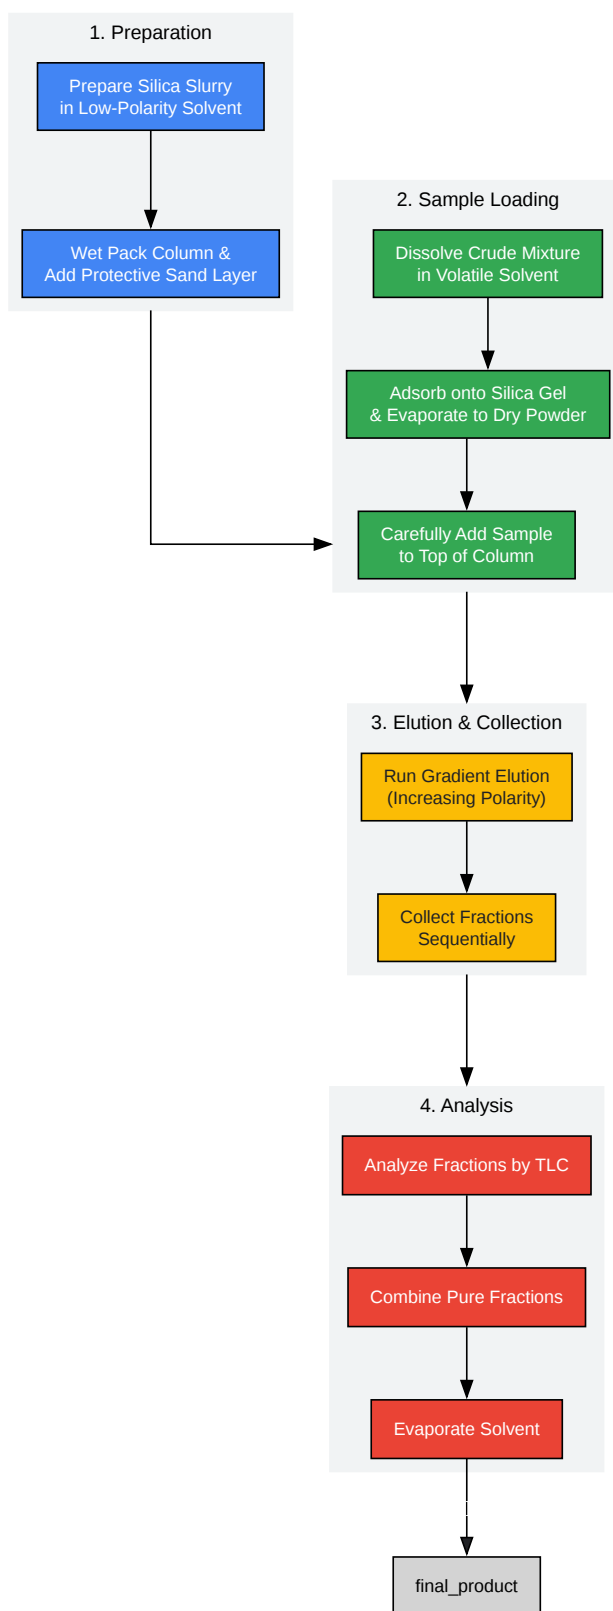 1. Preparation
Prepare Silica Slurry
in Low-Polarity Solvent
Wet Pack Column &
Add Protective Sand Layer
2. Sample Loading
Dissolve Crude Mixture
in Volatile Solvent
Adsorb onto Silica Gel
& Evaporate to Dry Powder
Carefully Add Sample
to Top of Column
3. Elution & Collection
Run Gradient Elution
(Increasing Polarity)
Collect Fractions
Sequentially
4. Analysis
Analyze Fractions by TLC
Combine Pure Fractions
Evaporate Solvent
final_product